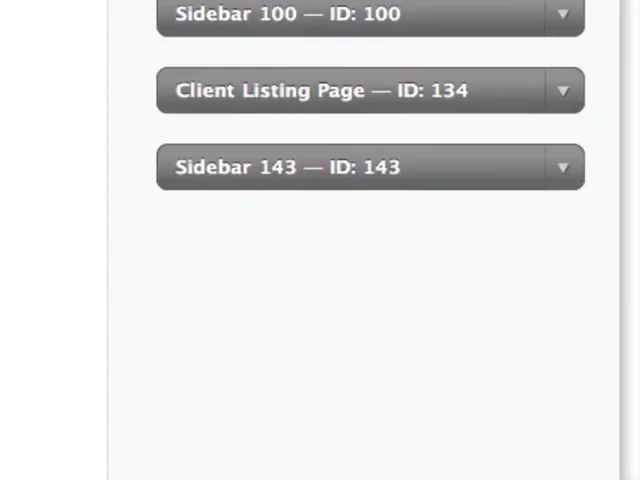 Sidebar 100 — ID: 100
Client Listing Page — ID: 134
Sidebar 143 — ID: 143